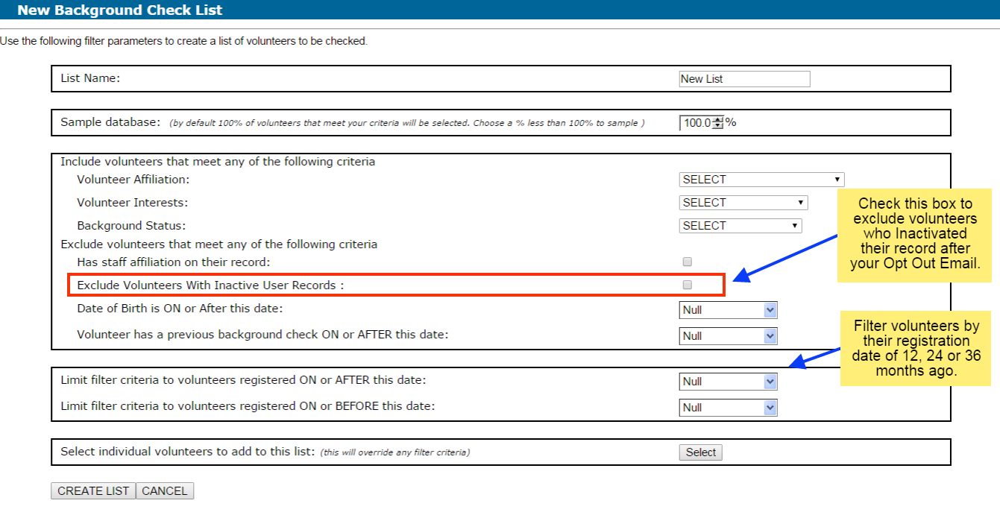 New Background Check List
Use the following filter parameters to create a list of volunteers to be checked.
List Name: New List
Sample database: (by default 100% of volunteers that meet your criteria will be selected. Choose a % less than 100% to sample ) 100.0 %
Include volunteers that meet any of the following criteria
Volunteer Affiliation: SELECT
Volunteer Interests: SELECT
Background Status: SELECT
Exclude volunteers that meet any of the following criteria
Has staff affiliation on their record:
Exclude Volunteers With Inactive User Records :
Date of Birth is ON or After this date: Null
Volunteer has a previous background check ON or AFTER this date: Null
Check this box to
exclude volunteers
who Inactivated
their record after
your Opt Out Email.
Filter volunteers by
their registration
date of 12, 24 or 36
months ago.
Limit filter criteria to volunteers registered ON or AFTER this date: Null
Limit filter criteria to volunteers registered ON or BEFORE this date: Null
Select individual volunteers to add to this list: (this will override any filter criteria) Select
CREATE LIST CANCEL